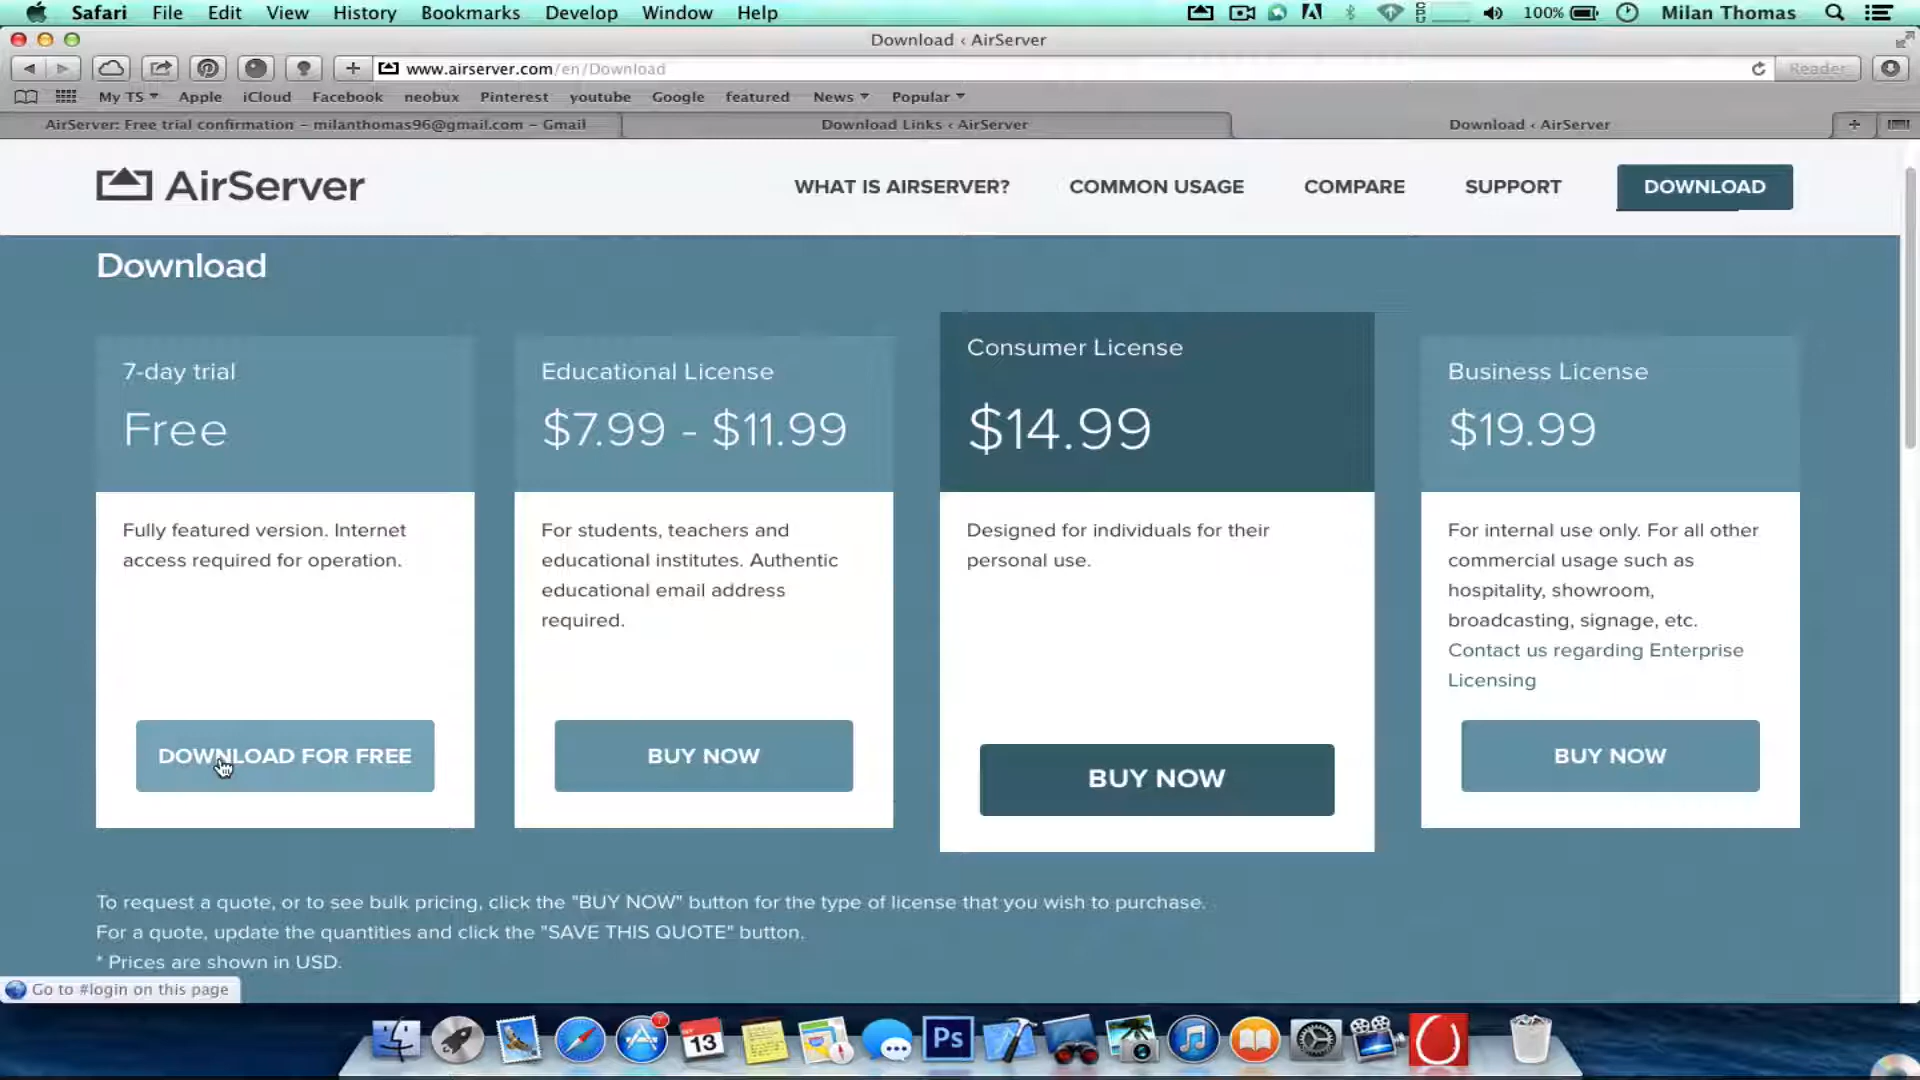 Safari File Edit View History Bookmarks Develop Window Help 100% Milan Thomas
Download ‹ AirServer
www.airserver.com/en/Download Reader
My TS Apple iCloud Facebook neobux Pinterest youtube Google featured News Popular
AirServer: Free trial confirmation – milanthomas96@gmail.com – Gmail Download Links ‹ AirServer Download ‹ AirServer
AirServer WHAT IS AIRSERVER? COMMON USAGE COMPARE SUPPORT DOWNLOAD
Download
7-day trial
Free
Fully featured version. Internet
access required for operation.
DOWNLOAD FOR FREE
Educational License
$7.99 - $11.99
For students, teachers and
educational institutes. Authentic
educational email address
required.
BUY NOW
Consumer License
$14.99
Designed for individuals for their
personal use.
BUY NOW
Business License
$19.99
For internal use only. For all other
commercial usage such as
hospitality, showroom,
broadcasting, signage, etc.
Contact us regarding Enterprise
Licensing
BUY NOW
To request a quote, or to see bulk pricing, click the "BUY NOW" button for the type of license that you wish to purchase.
For a quote, update the quantities and click the "SAVE THIS QUOTE" button.
* Prices are shown in USD.
Go to #login on this page
13
Ps